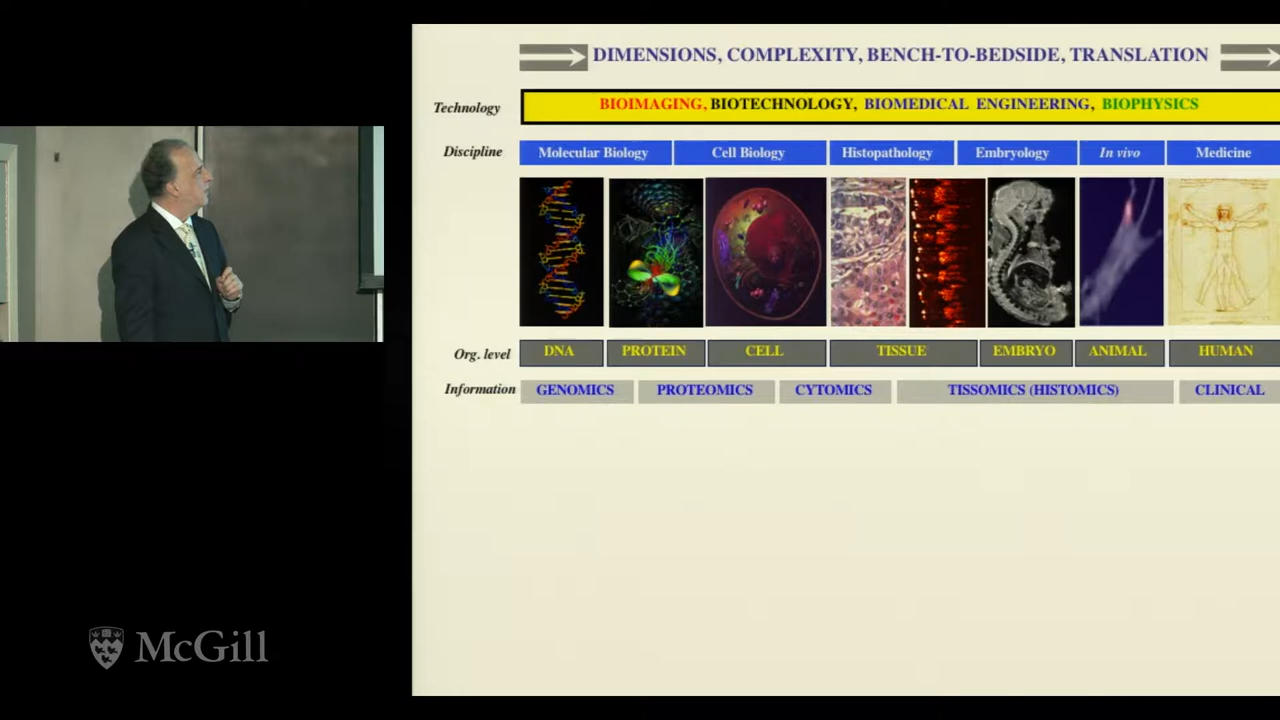 DIMENSIONS, COMPLEXITY, BENCH-TO-BEDSIDE, TRANSLATION
Technology
BIOIMAGING, BIOTECHNOLOGY, BIOMEDICAL ENGINEERING, BIOPHYSICS
Discipline
Molecular Biology
Cell Biology
Histopathology
Embryology
In vivo
Medicine
Org. level
DNA
PROTEIN
CELL
TISSUE
EMBRYO
ANIMAL
HUMAN
Information
GENOMICS
PROTEOMICS
CYTOMICS
TISSOMICS (HISTOMICS)
CLINICAL
McGill